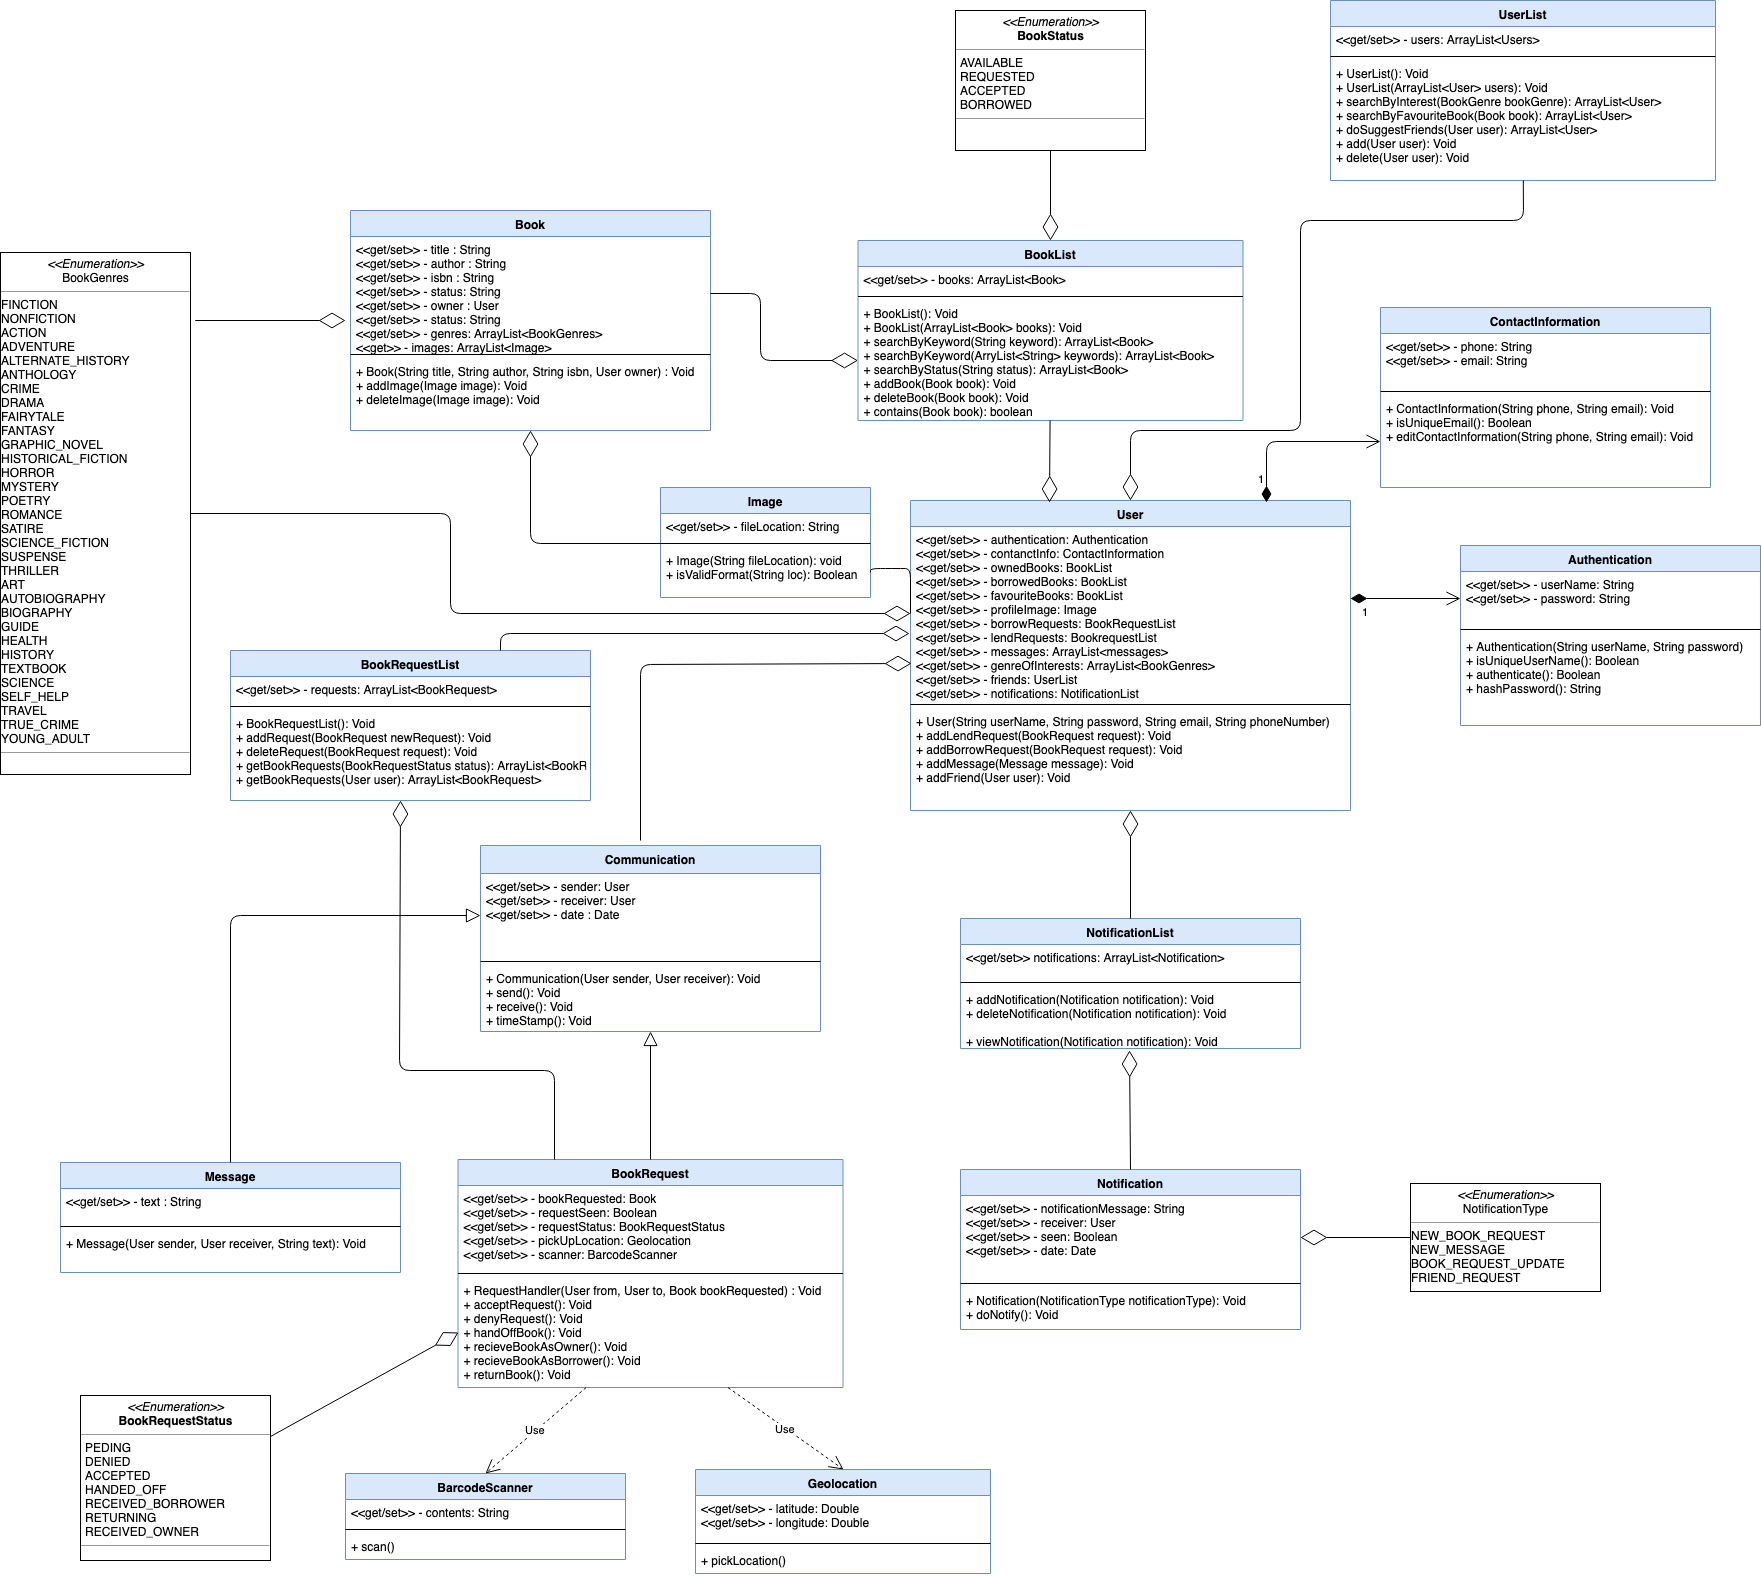 <<Enumeration>>
BookStatus
AVAILABLE
REQUESTED
ACCEPTED
BORROWED
UserList
<<get/set>> - users: ArrayList<Users>
+ UserList(): Void
+ UserList(ArrayList<User> users): Void
+ searchByInterest(BookGenre bookGenre): ArrayList<User>
+ searchByFavouriteBook(Book book): ArrayList<User>
+ doSuggestFriends(User user): ArrayList<User>
+ add(User user): Void
+ delete(User user): Void
Book
<<get/set>> - title : String
<<get/set>> - author : String
<<get/set>> - isbn : String
<<get/set>> - status: String
<<get/set>> - owner : User
<<get/set>> - status: String
<<get/set>> - genres: ArrayList<BookGenres>
<<get>> - images: ArrayList<Image>
+ Book(String title, String author, String isbn, User owner) : Void
+ addImage(Image image): Void
+ deleteImage(Image image): Void
BookList
<<get/set>> - books: ArrayList<Book>
+ BookList(): Void
+ BookList(ArrayList<Book> books): Void
+ searchByKeyword(String keyword): ArrayList<Book>
+ searchByKeyword(ArryList<String> keywords): ArrayList<Book>
+ searchByStatus(String status): ArrayList<Book>
+ addBook(Book book): Void
+ deleteBook(Book book): Void
+ contains(Book book): boolean
<<Enumeration>>
BookGenres
FINCTION
NONFICTION
ACTION
ADVENTURE
ALTERNATE_HISTORY
ANTHOLOGY
CRIME
DRAMA
FAIRYTALE
FANTASY
GRAPHIC_NOVEL
HISTORICAL_FICTION
HORROR
MYSTERY
POETRY
ROMANCE
SATIRE
SCIENCE_FICTION
SUSPENSE
THRILLER
ART
AUTOBIOGRAPHY
BIOGRAPHY
GUIDE
HEALTH
HISTORY
TEXTBOOK
SCIENCE
SELF_HELP
TRAVEL
TRUE_CRIME
YOUNG_ADULT
ContactInformation
<<get/set>> - phone: String
<<get/set>> - email: String
+ ContactInformation(String phone, String email): Void
+ isUniqueEmail(): Boolean
+ editContactInformation(String phone, String email): Void
1
Image
<<get/set>> - fileLocation: String
+ Image(String fileLocation): void
+ isValidFormat(String loc): Boolean
User
<<get/set>> - authentication: Authentication
<<get/set>> - contanctInfo: ContactInformation
<<get/set>> - ownedBooks: BookList
<<get/set>> - borrowedBooks: BookList
<<get/set>> - favouriteBooks: BookList
<<get/set>> - profileImage: Image
<<get/set>> - borrowRequests: BookRequestList
<<get/set>> - lendRequests: BookrequestList
<<get/set>> - messages: ArrayList<messages>
<<get/set>> - genreOfInterests: ArrayList<BookGenres>
<<get/set>> - friends: UserList
<<get/set>> - notifications: NotificationList
+ User(String userName, String password, String email, String phoneNumber)
+ addLendRequest(BookRequest request): Void
+ addBorrowRequest(BookRequest request): Void
+ addMessage(Message message): Void
+ addFriend(User user): Void
1
Authentication
<<get/set>> - userName: String
<<get/set>> - password: String
+ Authentication(String userName, String password)
+ isUniqueUserName(): Boolean
+ authenticate(): Boolean
+ hashPassword(): String
BookRequestList
<<get/set>> - requests: ArrayList<BookRequest>
+ BookRequestList(): Void
+ addRequest(BookRequest newRequest): Void
+ deleteRequest(BookRequest request): Void
+ getBookRequests(BookRequestStatus status): ArrayList<BookR
+ getBookRequests(User user): ArrayList<BookRequest>
Communication
<<get/set>> - sender: User
<<get/set>> - receiver: User
<<get/set>> - date : Date
+ Communication(User sender, User receiver): Void
+ send(): Void
+ receive(): Void
+ timeStamp(): Void
NotificationList
<<get/set>> notifications: ArrayList<Notification>
+ addNotification(Notification notification): Void
+ deleteNotification(Notification notification): Void
+ viewNotification(Notification notification): Void
Message
<<get/set>> - text : String
+ Message(User sender, User receiver, String text): Void
BookRequest
<<get/set>> - bookRequested: Book
<<get/set>> - requestSeen: Boolean
<<get/set>> - requestStatus: BookRequestStatus
<<get/set>> - pickUpLocation: Geolocation
<<get/set>> - scanner: BarcodeScanner
+ RequestHandler(User from, User to, Book bookRequested) : Void
+ acceptRequest(): Void
+ denyRequest(): Void
+ handOffBook(): Void
+ recieveBookAsOwner(): Void
+ recieveBookAsBorrower(): Void
+ returnBook(): Void
Notification
<<get/set>> - notificationMessage: String
<<get/set>> - receiver: User
<<get/set>> - seen: Boolean
<<get/set>> - date: Date
+ Notification(NotificationType notificationType): Void
+ doNotify(): Void
<<Enumeration>>
NotificationType
NEW_BOOK_REQUEST
NEW_MESSAGE
BOOK_REQUEST_UPDATE
FRIEND_REQUEST
<<Enumeration>>
BookRequestStatus
PEDING
DENIED
ACCEPTED
HANDED_OFF
RECEIVED_BORROWER
RETURNING
RECEIVED_OWNER
Use
Use
BarcodeScanner
<<get/set>> - contents: String
+ scan()
Geolocation
<<get/set>> - latitude: Double
<<get/set>> - longitude: Double
+ pickLocation()